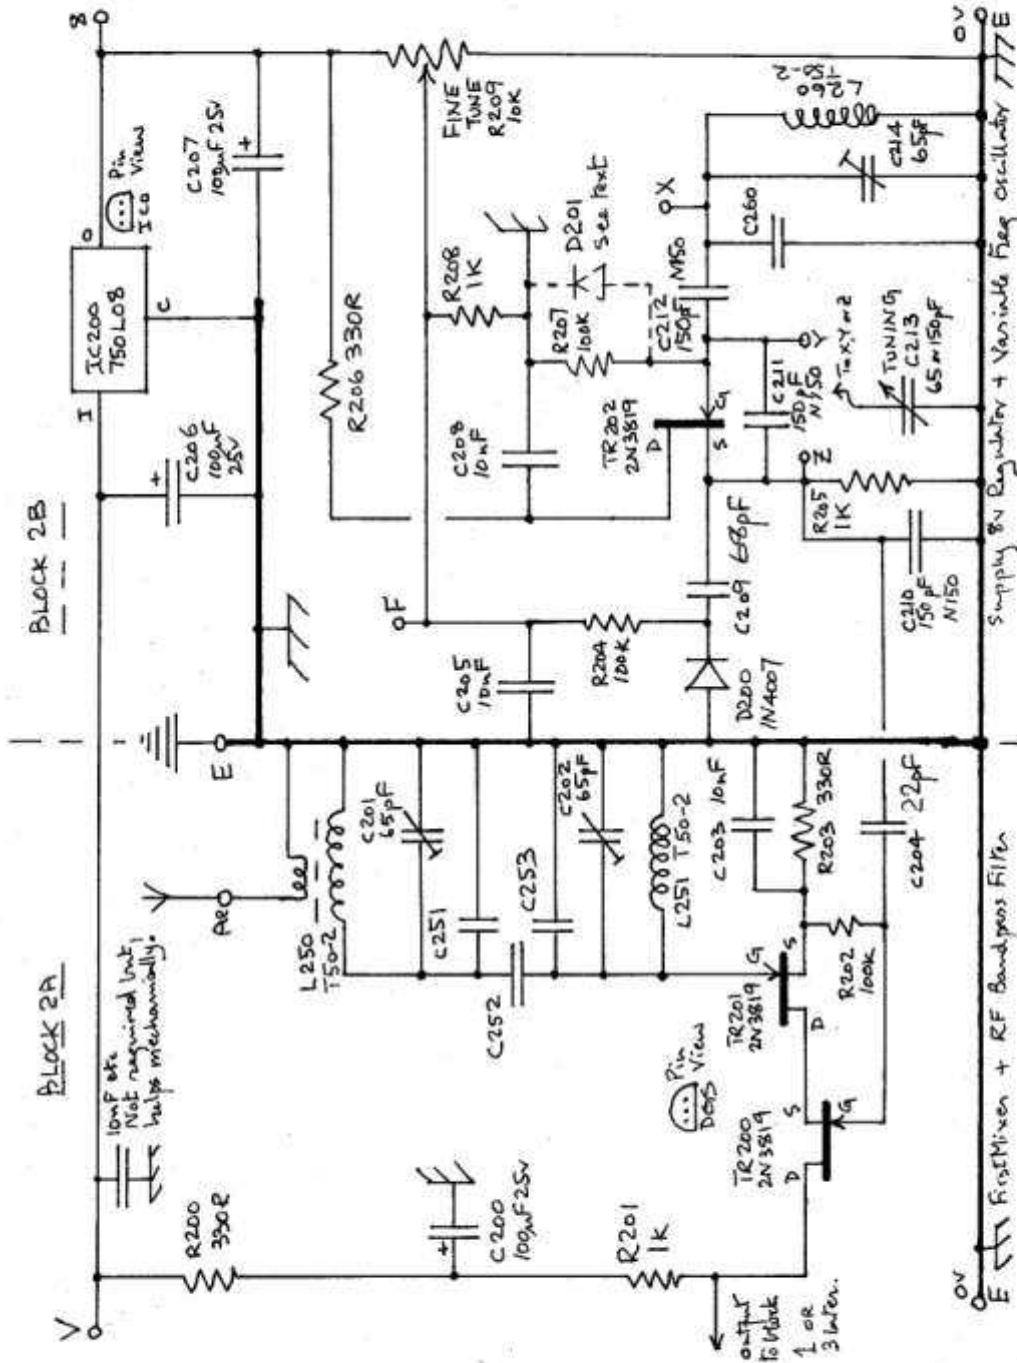 BLOCK 2A
BLOCK 2B
V
10nF etc
Not required but,
helps mechanically.
R200
330R
C200
100µF 25v
+
R201
1K
output
to block
1 OR
3 later.
TR200
2N3819
D
S
G
Pin
View
DGS
TR201
2N3819
D
S
G
R202
100K
C204
22pF
R203
330R
C203
10nF
L251 T50-2
C202
65pF
C253
C252
C251
C201
65pF
L250
T50-2
Ae
E
0V
E
First Mixer + RF Bandpass Filter
I
IC200
750L08
O
C
Pin
View
ICO
8
C206
100µF
25v
+
C207
100µF 25v
+
R206 330R
FINE
TUNE
R209
10K
F
R208
1K
C208
10nF
R207
100K
D201
see text
C205
10nF
R204
100K
D200
1N4007
C209
68pF
TR202
2N3819
D
G
S
C212
150pF
N150
X
C211
150pF
N150
Y
Z
To X,Y or Z
R205
1K
C210
150pF
N150
TUNING
C213
65 or 150pF
C260
C214
65pF
L260
T50-2
0V
E
Supply 8v Regulator + Variable Freq Oscillator